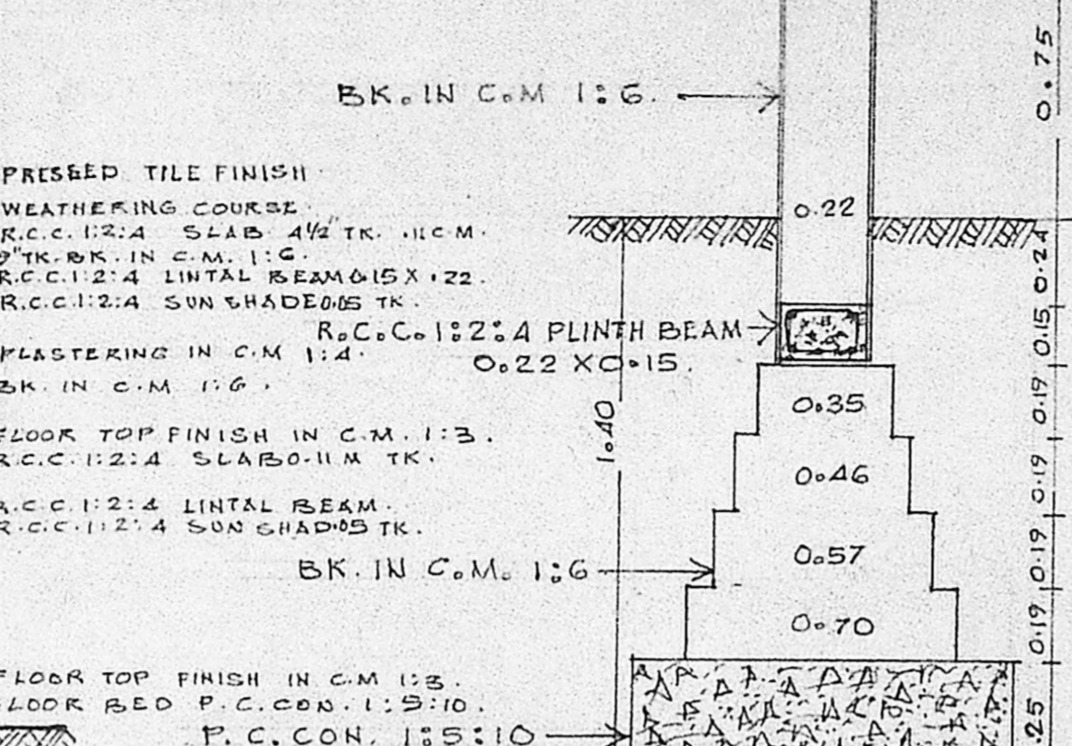 0.75
BK. IN C.M 1:6.
PRESSED TILE FINISH
WEATHERING COURSE
R.C.C. 1:2:4 SLAB 4½" TK. .11 C M.
9" TK. BK. IN C.M. 1:6.
R.C.C. 1:2:4 LINTAL BEAM 0.15 X .22.
R.C.C. 1:2:4 SUN SHADE 0.05 TK.
0.22
0.24
R.C.C. 1:2:4 PLINTH BEAM
0.22 X 0.15.
0.15
PLASTERING IN C.M 1:4.
BK. IN C.M 1:6.
0.35
0.19
1.40
FLOOR TOP FINISH IN C.M. 1:3.
R.C.C. 1:2:4 SLAB 0.11 M TK.
0.46
0.19
R.C.C. 1:2:4 LINTAL BEAM.
R.C.C. 1:2:4 SUN SHAD.05 TK.
BK. IN C.M. 1:6
0.57
0.19
0.70
0.19
FLOOR TOP FINISH IN C.M 1:3.
FLOOR BED P.C.CON. 1:5:10.
P.C.CON. 1:5:10
.25